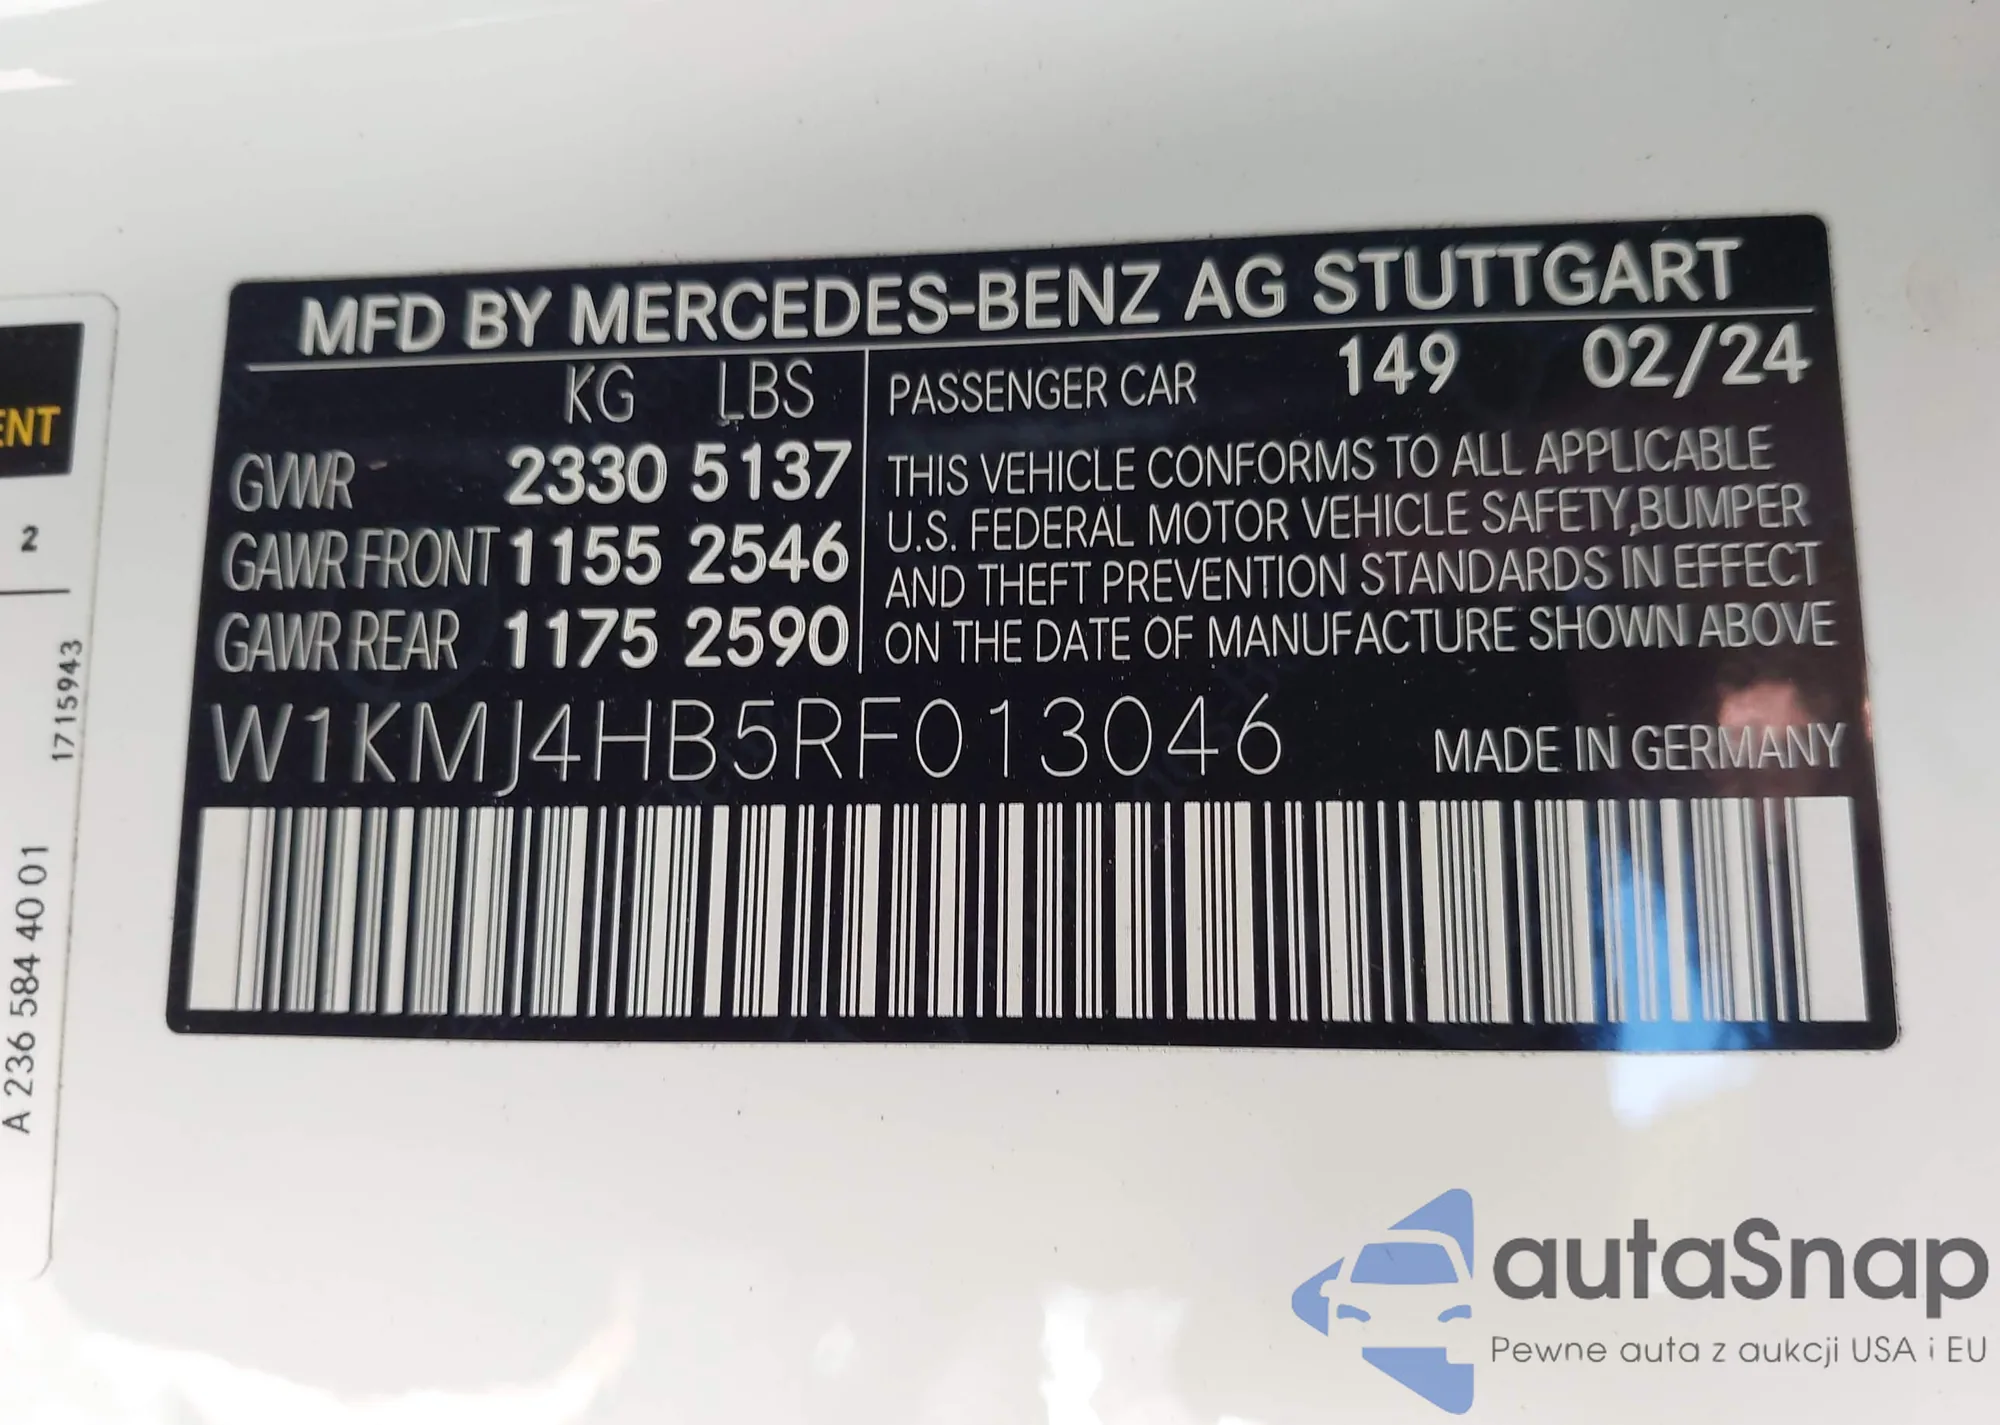 MFD BY MERCEDES-BENZ AG STUTTGART
KG LBS
GVWR 2330 5137
GAWR FRONT 1155 2546
GAWR REAR 1175 2590
PASSENGER CAR 149 02/24
THIS VEHICLE CONFORMS TO ALL APPLICABLE
U.S. FEDERAL MOTOR VEHICLE SAFETY,BUMPER
AND THEFT PREVENTION STANDARDS IN EFFECT
ON THE DATE OF MANUFACTURE SHOWN ABOVE
W1KMJ4HB5RF013046 MADE IN GERMANY
ENT
2
1715943
A 236 584 40 01
autaSnap
Pewne auta z aukcji USA i EU